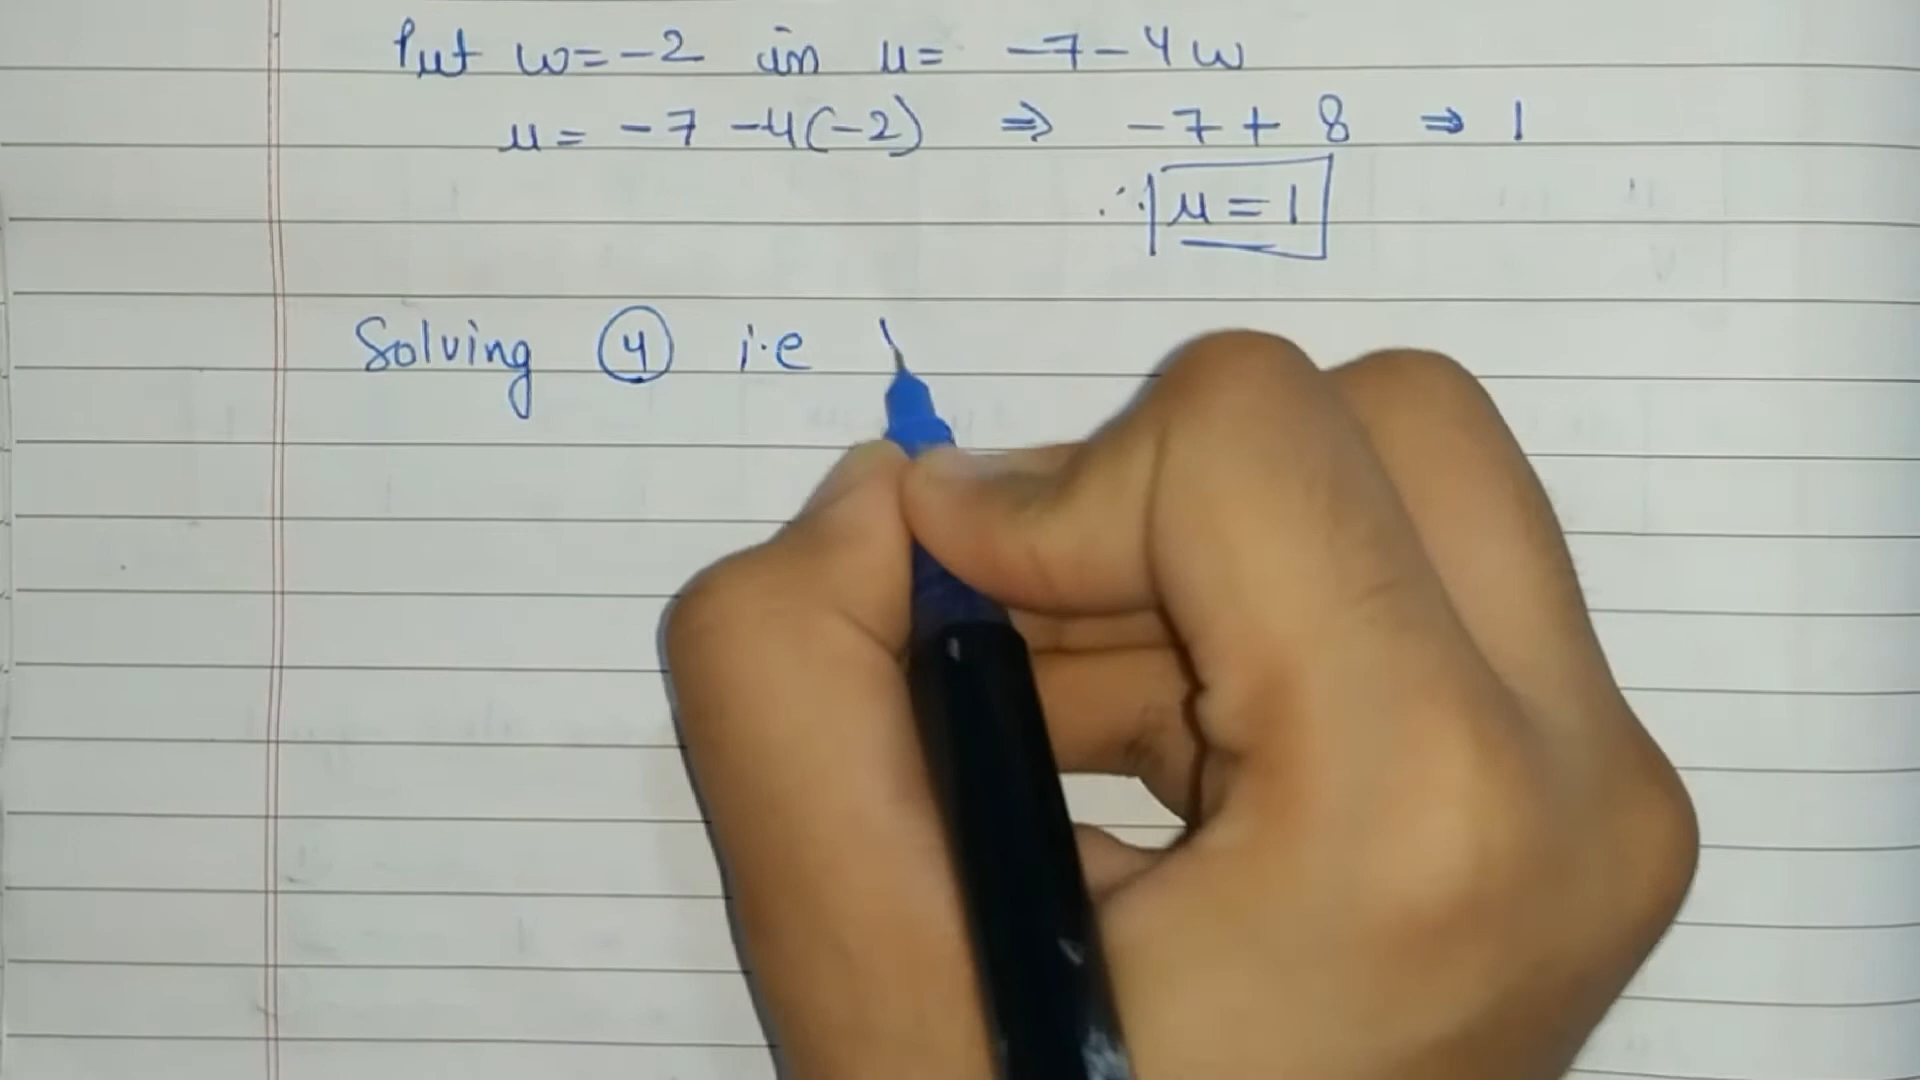 Put w=-2 in u= -7-4w
u= -7 -4(-2) ⇒ -7+8 ⇒ 1
∴ u=1
Solving ④ i.e